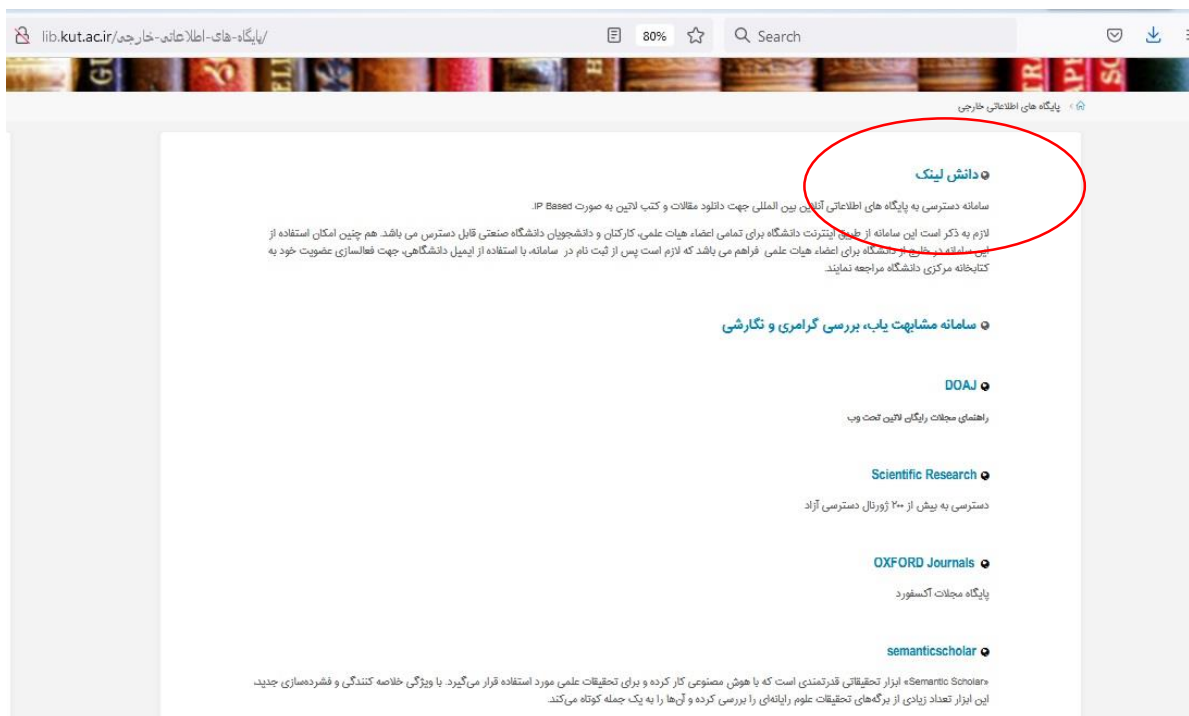 lib.kut.ac.ir/پایگاه-های-اطلاعاتی-خارجی/
80%
Search
پایگاه های اطلاعاتی خارجی
دانش لینک
سامانه دسترسی به پایگاه های اطلاعاتی آنلاین بین المللی جهت دانلود مقالات و کتب لاتین به صورت IP Based.
لازم به ذکر است این سامانه از طریق اینترنت دانشگاه برای تمامی اعضاء هیات علمی، کارکنان و دانشجویان دانشگاه صنعتی قابل دسترس می باشد. هم چنین امکان استفاده از
این سامانه در خارج از دانشگاه برای اعضاء هیات علمی فراهم می باشد که لازم است پس از ثبت نام در سامانه، با استفاده از ایمیل دانشگاهی، جهت فعالسازی عضویت خود به
کتابخانه مرکزی دانشگاه مراجعه نمایند.
سامانه مشابهت یاب، بررسی گرامری و نگارشی
DOAJ
راهنمای مجلات رایگان لاتین تحت وب
Scientific Research
دسترسی به بیش از ۲۰۰ ژورنال دسترسی آزاد
OXFORD Journals
پایگاه مجلات آکسفورد
semanticscholar
«Semantic Scholar» ابزار تحقیقاتی قدرتمندی است که با هوش مصنوعی کار کرده و برای تحقیقات علمی مورد استفاده قرار می‌گیرد. با ویژگی خلاصه کنندگی و فشرده‌سازی جدید،
این ابزار تعداد زیادی از برگه‌های تحقیقات علوم رایانه‌ای را بررسی کرده و آن‌ها را به یک جمله کوتاه می‌کند.